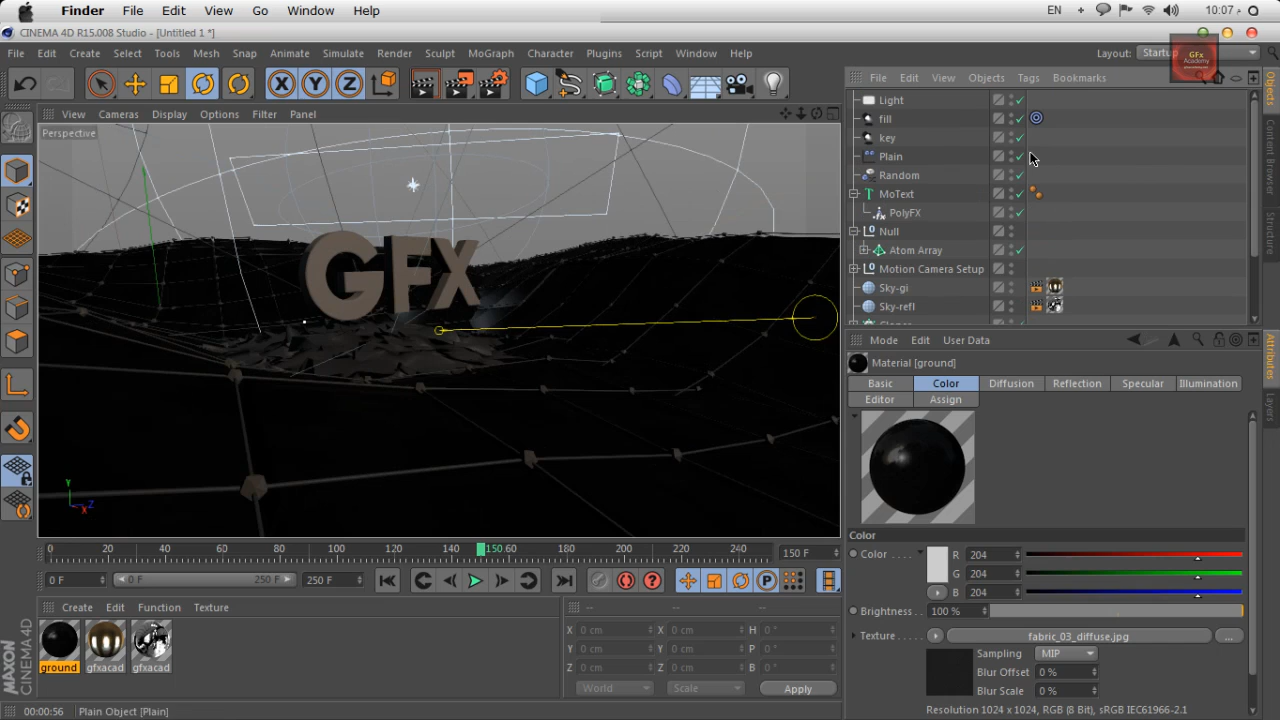 Finder File Edit View Go Window Help EN 10:07
CINEMA 4D R15.008 Studio - [Untitled 1 *]
File Edit Create Select Tools Mesh Snap Animate Simulate Render Sculpt MoGraph Character Plugins Script Window Help Layout: Startup
GFx
Academy
X Y Z File Edit View Objects Tags Bookmarks
View Cameras Display Options Filter Panel
Perspective
Light
fill
key
Plain
Random
MoText
PolyFX
Null
Atom Array
Motion Camera Setup
Sky-gi
Sky-refl
GFX
Y
Z
X
Objects
Content Browser
Structure
Mode Edit User Data
Material [ground]
Basic Color Diffusion Reflection Specular Illumination
Editor Assign
Attributes
Layers
Color
Color R 204
G 204
B 204
Brightness 100 %
Texture fabric_03_diffuse.jpg ...
Sampling MIP
Blur Offset 0 %
Blur Scale 0 %
Resolution 1024 x 1024, RGB (8 Bit), sRGB IEC61966-2.1
0 20 40 60 80 100 120 140 150 60 180 200 220 240 150 F
0 F 0 F 250 F 250 F
Create Edit Function Texture
ground gfxacad gfxacad
-- -- --
X 0 cm X 0 cm H 0 °
Y 0 cm Y 0 cm P 0 °
Z 0 cm Z 0 cm B 0 °
World Scale Apply
MAXON
CINEMA 4D
00:00:56 Plain Object [Plain]